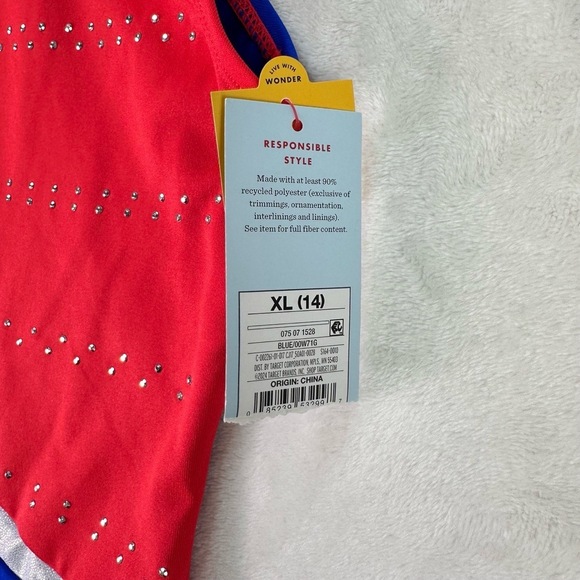 LIVE WITH
WONDER
RESPONSIBLE
STYLE
Made with at least 90%
recycled polyester (exclusive of
trimmings, ornamentation,
interlinings and linings).
See item for full fiber content.
XL (14)
075 07 1528
BLUE/00W71G
DIST. BY TARGET CORPORATION, MPLS, MN 55403
©2024 TARGET BRANDS, INC. SHOP TARGET.COM
ORIGIN: CHINA